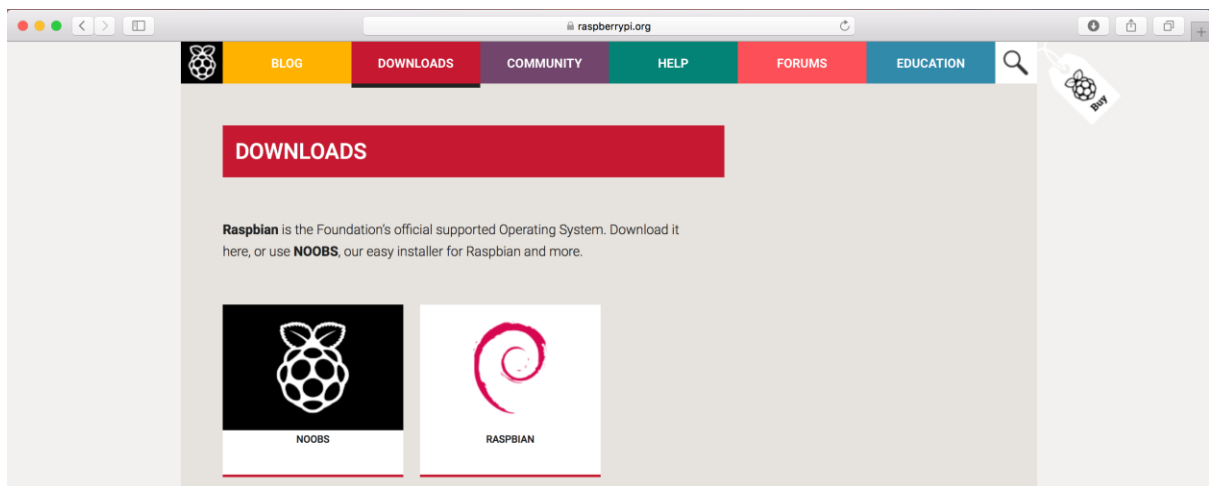 raspberrypi.org
BLOG DOWNLOADS COMMUNITY HELP FORUMS EDUCATION
Buy
DOWNLOADS
Raspbian is the Foundation's official supported Operating System. Download it
here, or use NOOBS, our easy installer for Raspbian and more.
NOOBS RASPBIAN